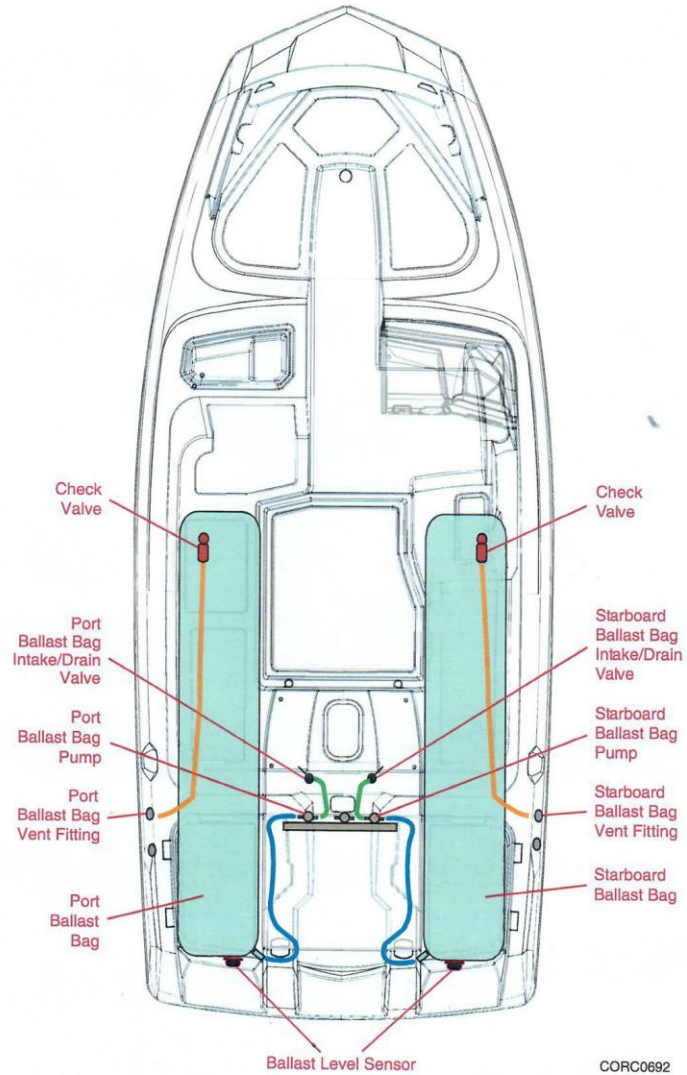 Check
Valve
Check
Valve
Port
Ballast Bag
Intake/Drain
Valve
Starboard
Ballast Bag
Intake/Drain
Valve
Port
Ballast Bag
Pump
Starboard
Ballast Bag
Pump
Port
Ballast Bag
Vent Fitting
Starboard
Ballast Bag
Vent Fitting
Port
Ballast
Bag
Starboard
Ballast Bag
Ballast Level Sensor
CORC0692